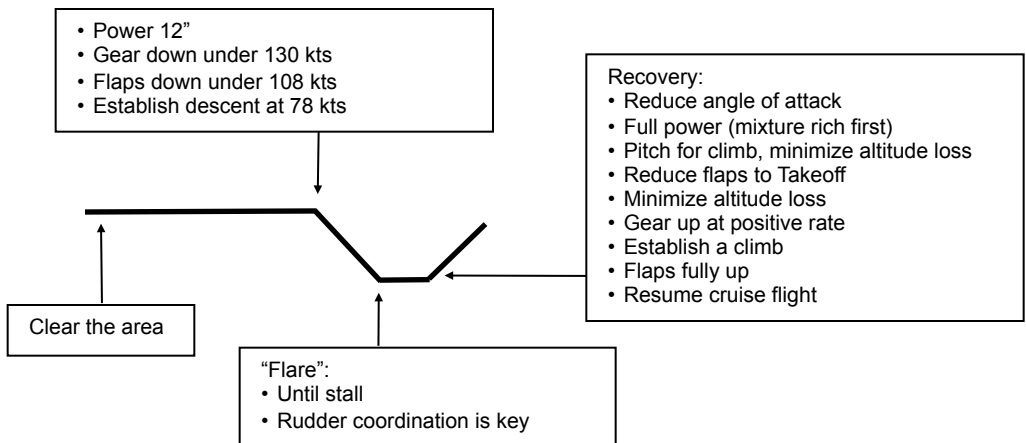 • Power 12”
• Gear down under 130 kts
• Flaps down under 108 kts
• Establish descent at 78 kts
Recovery:
• Reduce angle of attack
• Full power (mixture rich first)
• Pitch for climb, minimize altitude loss
• Reduce flaps to Takeoff
• Minimize altitude loss
• Gear up at positive rate
• Establish a climb
• Flaps fully up
• Resume cruise flight
Clear the area
“Flare”:
• Until stall
• Rudder coordination is key